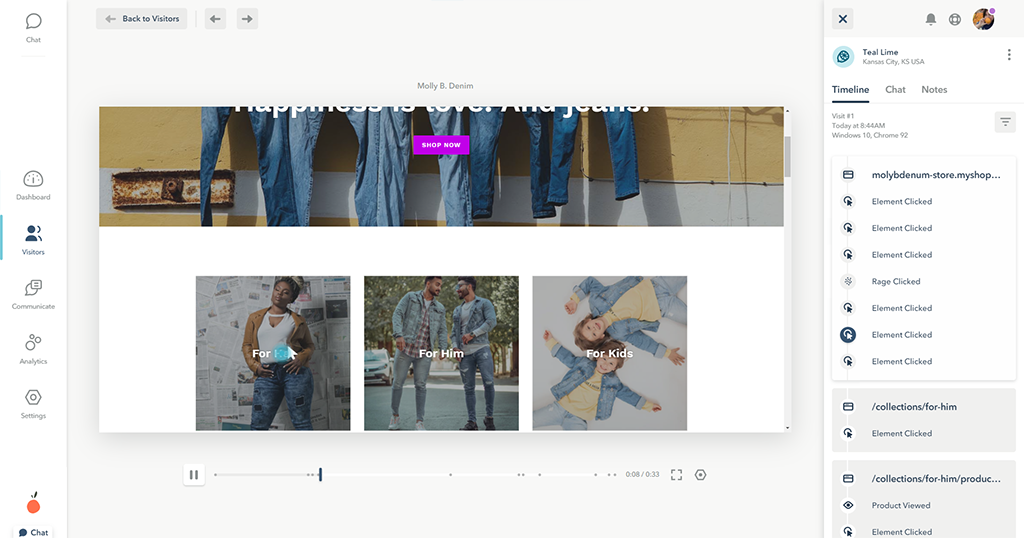 Chat
Dashboard
Visitors
Communicate
Analytics
Settings
Chat
Back to Visitors
Molly B. Denim
Happiness is love. And jeans.
SHOP NOW
For
For Him
For Kids
0:08 / 0:33
Teal Lime
Kansas City, KS USA
Timeline
Chat
Notes
Visit #1
Today at 8:44AM
Windows 10, Chrome 92
molybdenum-store.myshop...
Element Clicked
Element Clicked
Element Clicked
Rage Clicked
Element Clicked
Element Clicked
Element Clicked
/collections/for-him
Element Clicked
/collections/for-him/produc...
Product Viewed
Element Clicked